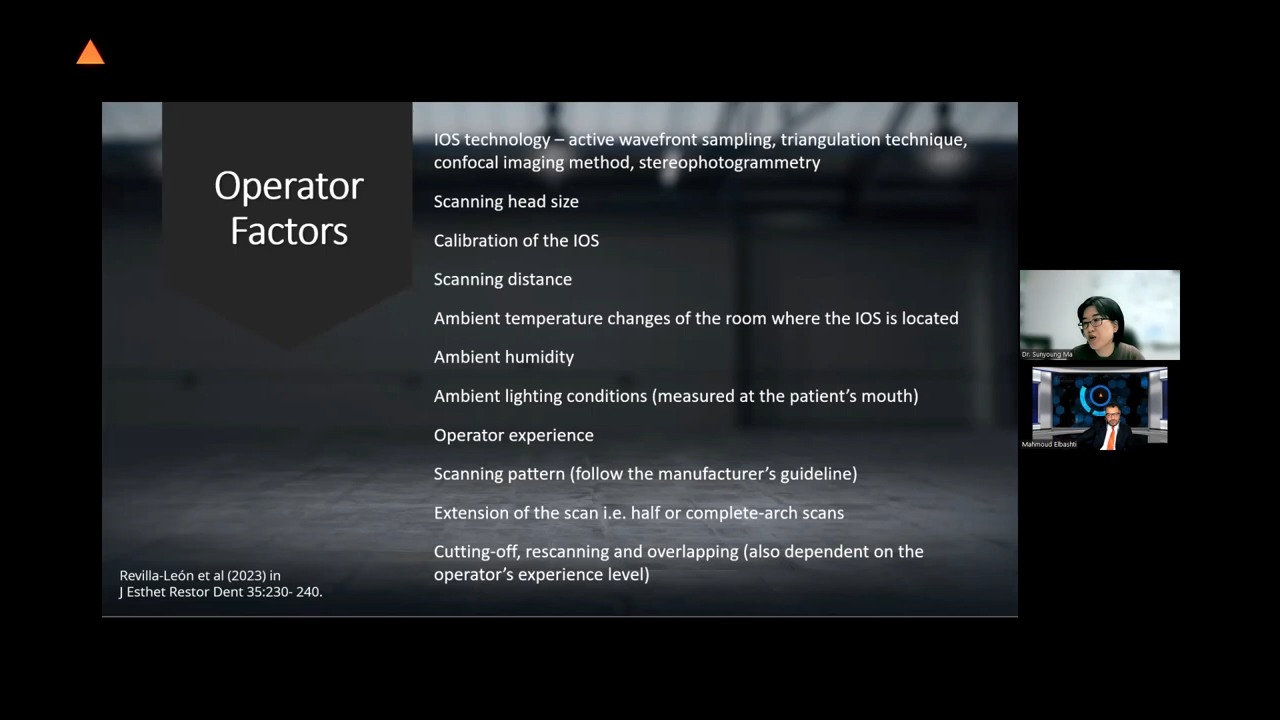 Operator
Factors
IOS technology – active wavefront sampling, triangulation technique,
confocal imaging method, stereophotogrammetry
Scanning head size
Calibration of the IOS
Scanning distance
Ambient temperature changes of the room where the IOS is located
Ambient humidity
Ambient lighting conditions (measured at the patient's mouth)
Operator experience
Scanning pattern (follow the manufacturer's guideline)
Extension of the scan i.e. half or complete-arch scans
Cutting-off, rescanning and overlapping (also dependent on the
operator's experience level)
Revilla-León et al (2023) in
J Esthet Restor Dent 35:230- 240.
Dr. Sunyoung Ma
Mahmoud Elbashti